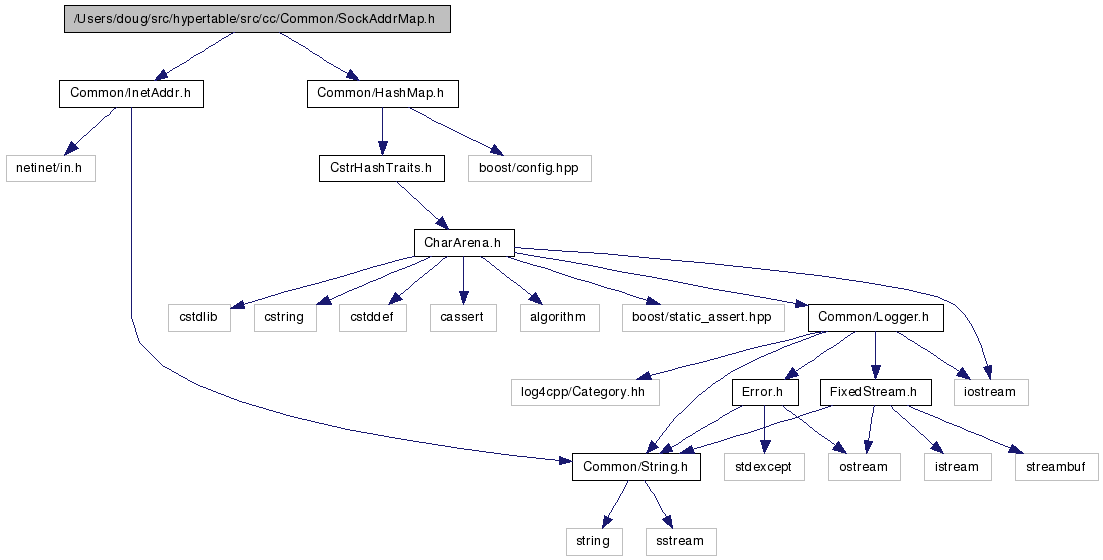 /Users/doug/src/hypertable/src/cc/Common/SockAddrMap.h
Common/InetAddr.h
Common/HashMap.h
netinet/in.h
CstrHashTraits.h
boost/config.hpp
CharArena.h
cstdlib
cstring
cstddef
cassert
algorithm
boost/static_assert.hpp
Common/Logger.h
log4cpp/Category.hh
Error.h
FixedStream.h
iostream
Common/String.h
stdexcept
ostream
istream
streambuf
string
sstream